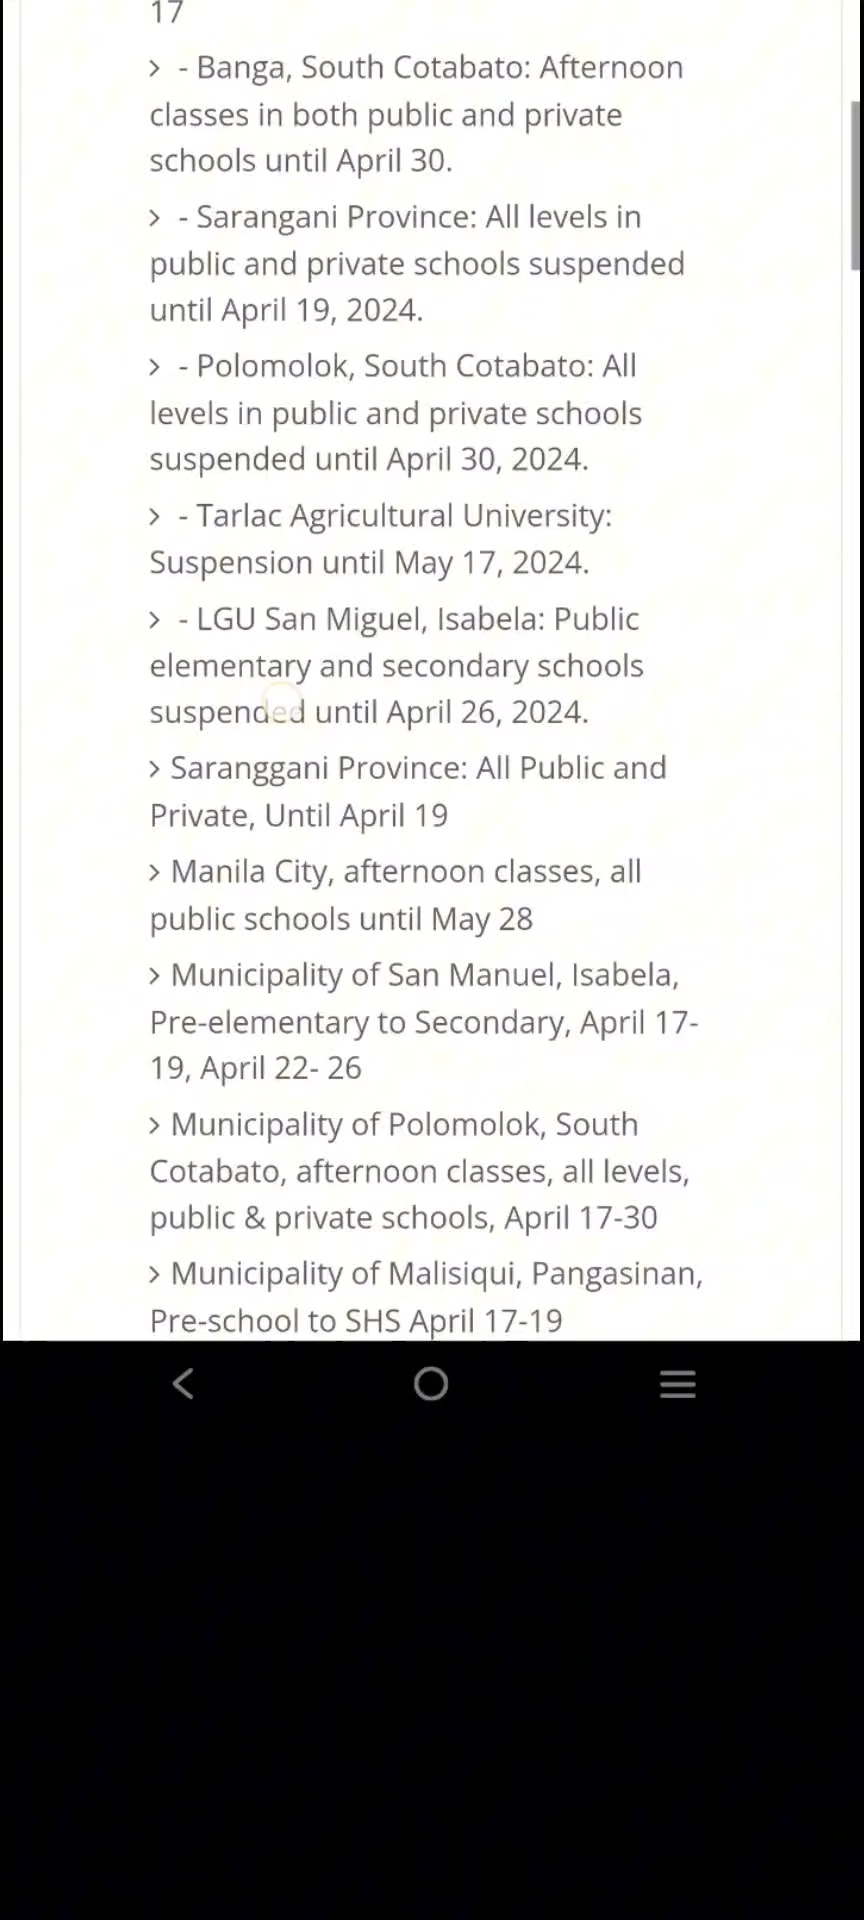 17
> - Banga, South Cotabato: Afternoon
classes in both public and private
schools until April 30.
> - Sarangani Province: All levels in
public and private schools suspended
until April 19, 2024.
> - Polomolok, South Cotabato: All
levels in public and private schools
suspended until April 30, 2024.
> - Tarlac Agricultural University:
Suspension until May 17, 2024.
> - LGU San Miguel, Isabela: Public
elementary and secondary schools
suspended until April 26, 2024.
> Saranggani Province: All Public and
Private, Until April 19
> Manila City, afternoon classes, all
public schools until May 28
> Municipality of San Manuel, Isabela,
Pre-elementary to Secondary, April 17-
19, April 22- 26
> Municipality of Polomolok, South
Cotabato, afternoon classes, all levels,
public & private schools, April 17-30
> Municipality of Malisiqui, Pangasinan,
Pre-school to SHS April 17-19